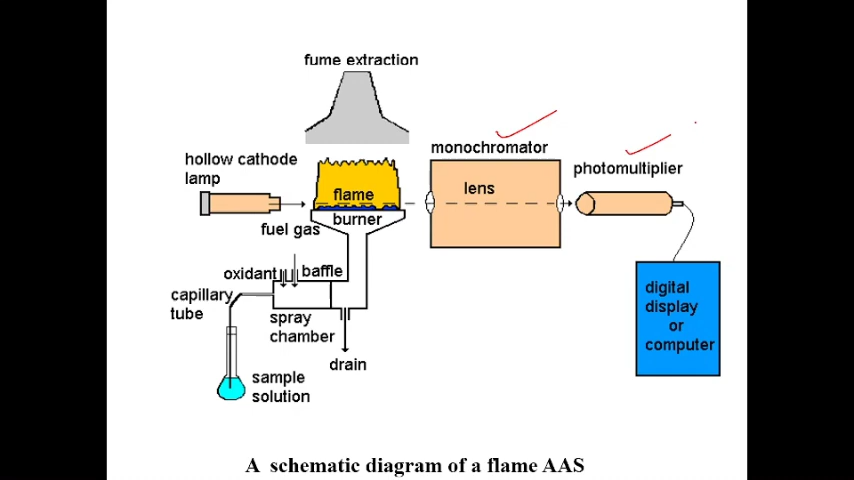 fume extraction
monochromator
hollow cathode
lamp
photomultiplier
lens
flame
burner
fuel gas
oxidant
baffle
capillary
tube
spray
chamber
drain
sample
solution
digital
display
or
computer
A schematic diagram of a flame AAS